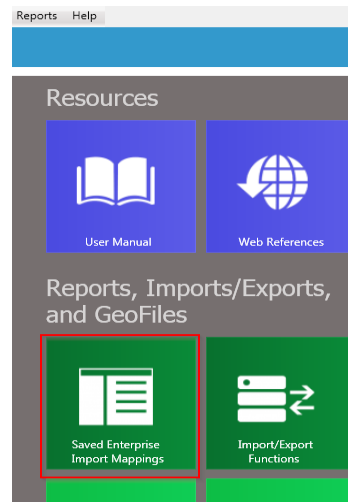 Reports Help
Resources
User Manual
Web References
Reports, Imports/Exports,
and GeoFiles
Saved Enterprise
Import Mappings
Import/Export
Functions